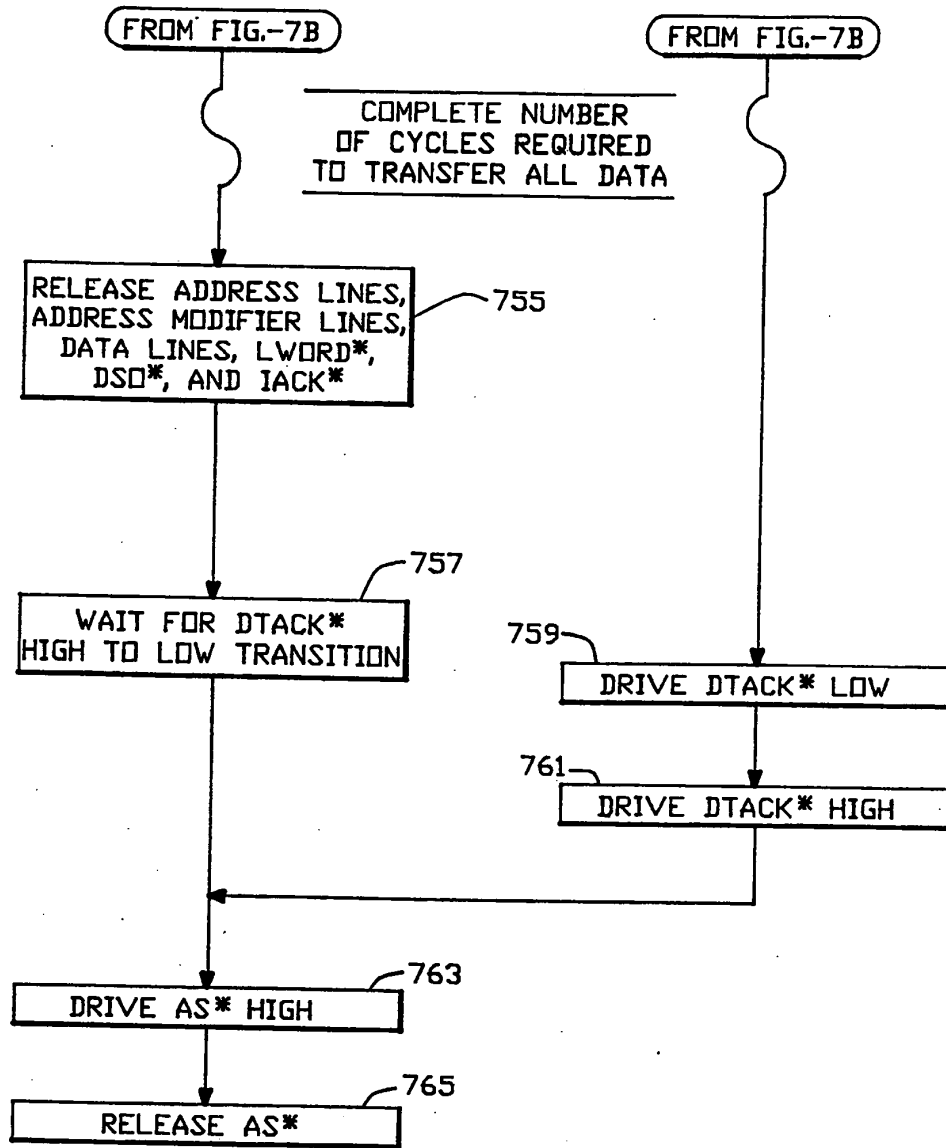 FROM FIG.-7B
FROM FIG.-7B
COMPLETE NUMBER
OF CYCLES REQUIRED
TO TRANSFER ALL DATA
RELEASE ADDRESS LINES,
ADDRESS MODIFIER LINES,
DATA LINES, LWORD*,
DSO*, AND IACK*
755
757
WAIT FOR DTACK*
HIGH TO LOW TRANSITION
759
DRIVE DTACK* LOW
761
DRIVE DTACK* HIGH
763
DRIVE AS* HIGH
765
RELEASE AS*